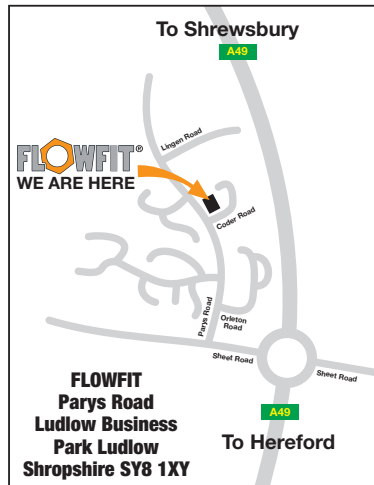 To Shrewsbury
A49
Lingen Road
FLOWFIT®
WE ARE HERE
Coder Road
Parys Road
Orleton
Road
Sheet Road
Sheet Road
FLOWFIT
Parys Road
Ludlow Business
Park Ludlow
Shropshire SY8 1XY
A49
To Hereford